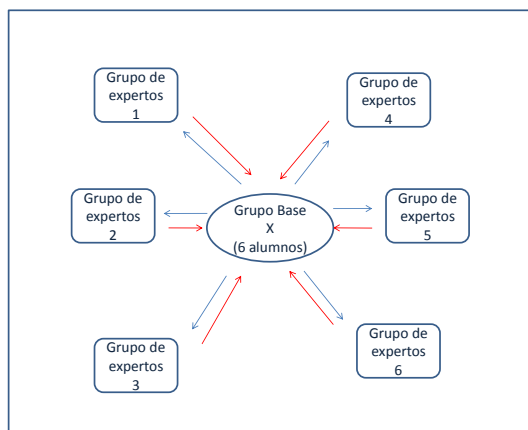 Grupo de
expertos
1
Grupo de
expertos
4
Grupo de
expertos
2
Grupo Base
X
(6 alumnos)
Grupo de
expertos
5
Grupo de
expertos
3
Grupo de
expertos
6